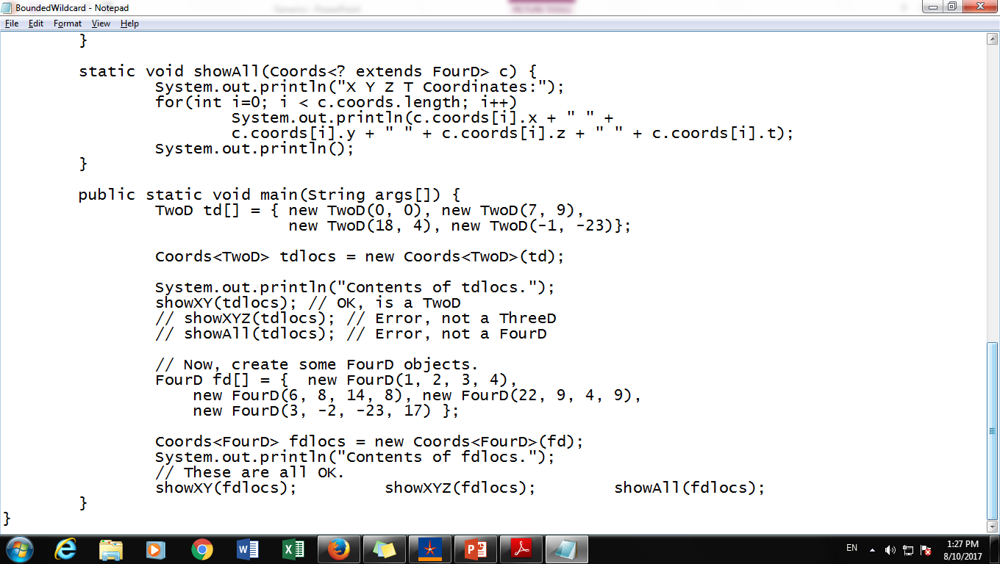 BoundedWildcard - Notepad
File Edit Format View Help
        }

        static void showAll(Coords<? extends FourD> c) {
                System.out.println("X Y Z T Coordinates:");
                for(int i=0; i < c.coords.length; i++)
                        System.out.println(c.coords[i].x + " " +
                        c.coords[i].y + " " + c.coords[i].z + " " + c.coords[i].t);
                System.out.println();
        }

        public static void main(String args[]) {
                TwoD td[] = { new TwoD(0, 0), new TwoD(7, 9),
                              new TwoD(18, 4), new TwoD(-1, -23)};

                Coords<TwoD> tdlocs = new Coords<TwoD>(td);

                System.out.println("Contents of tdlocs.");
                showXY(tdlocs); // OK, is a TwoD
                // showXYZ(tdlocs); // Error, not a ThreeD
                // showAll(tdlocs); // Error, not a FourD

                // Now, create some FourD objects.
                FourD fd[] = {  new FourD(1, 2, 3, 4),
                    new FourD(6, 8, 14, 8), new FourD(22, 9, 4, 9),
                    new FourD(3, -2, -23, 17) };

                Coords<FourD> fdlocs = new Coords<FourD>(fd);
                System.out.println("Contents of fdlocs.");
                // These are all OK.
                showXY(fdlocs);         showXYZ(fdlocs);        showAll(fdlocs);
        }
}
EN
1:27 PM
8/10/2017